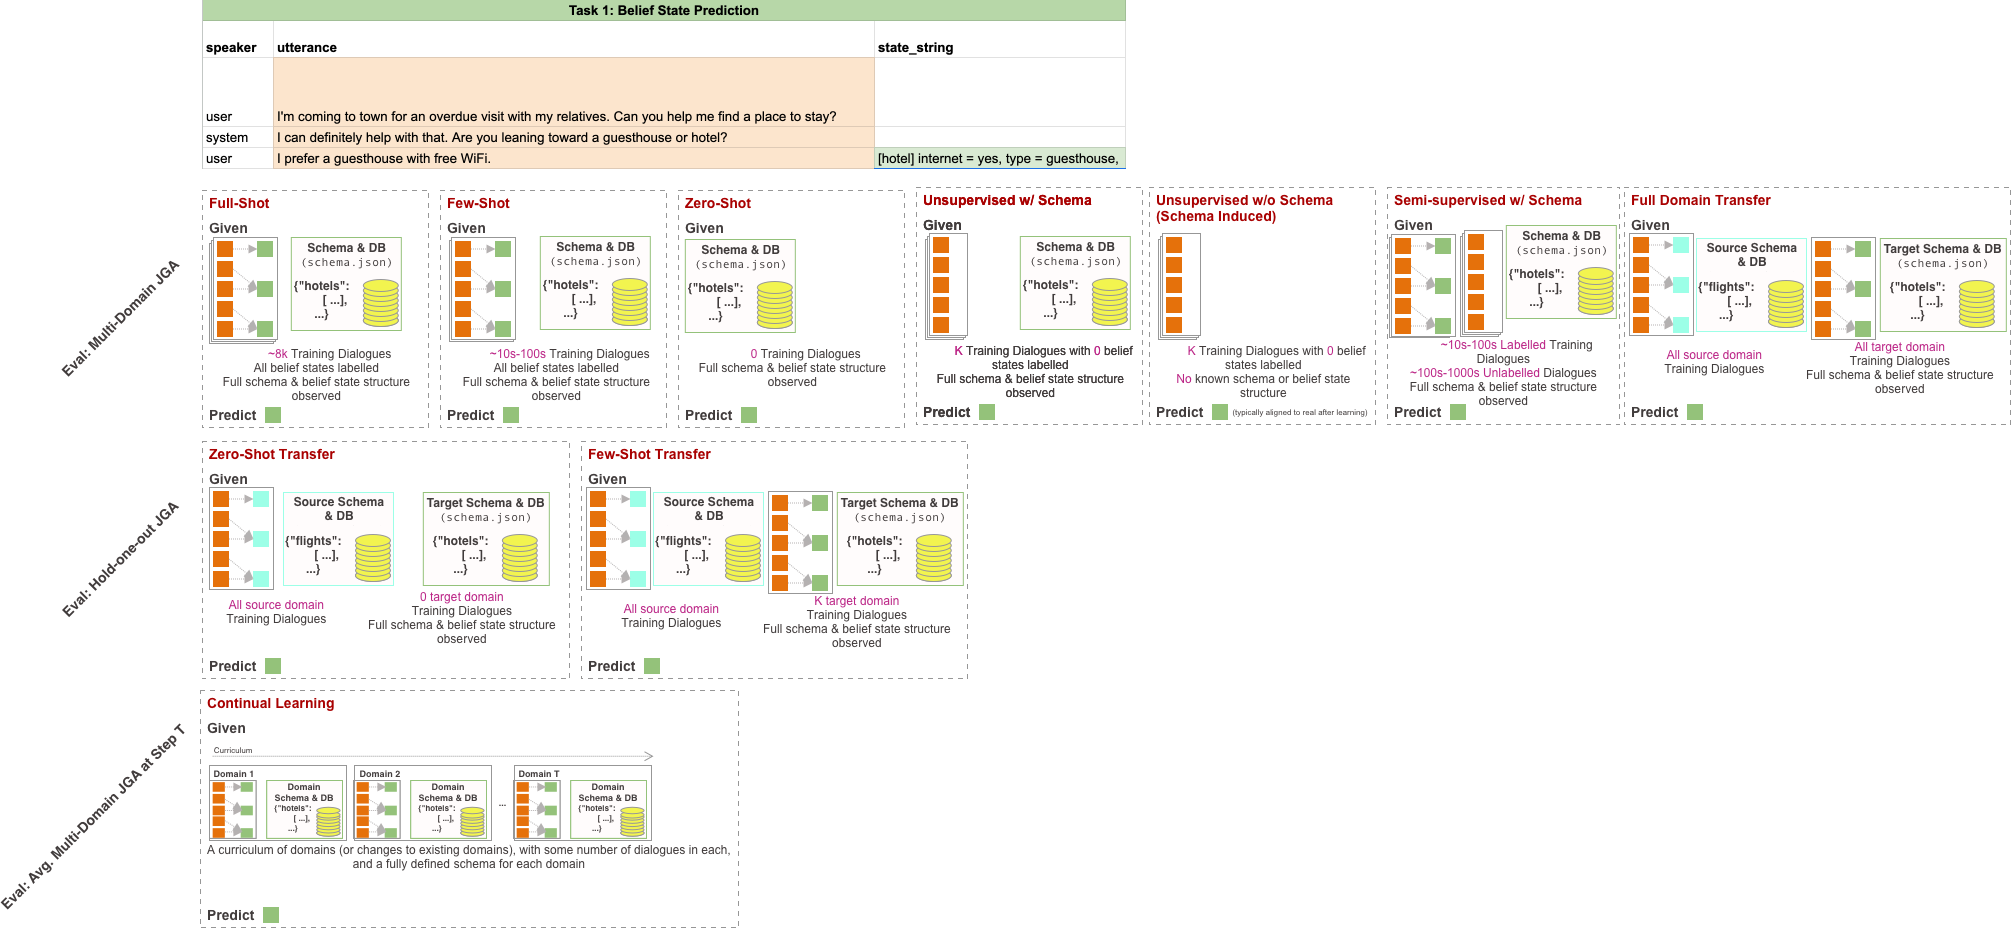 Task 1: Belief State Prediction
speaker utterance state_string
user I'm coming to town for an overdue visit with my relatives. Can you help me find a place to stay?
system I can definitely help with that. Are you leaning toward a guesthouse or hotel?
user I prefer a guesthouse with free WiFi. [hotel] internet = yes, type = guesthouse,
Eval: Multi-Domain JGA
Full-Shot
Given
Schema & DB
(schema.json)
{"hotels":
[ ...],
...}
~8k Training Dialogues
All belief states labelled
Full schema & belief state structure
observed
Predict
Few-Shot
Given
Schema & DB
(schema.json)
{"hotels":
[ ...],
...}
~10s-100s Training Dialogues
All belief states labelled
Full schema & belief state structure
observed
Predict
Zero-Shot
Given
Schema & DB
(schema.json)
{"hotels":
[ ...],
...}
0 Training Dialogues
Full schema & belief state structure
observed
Predict
Unsupervised w/ Schema
Given
Schema & DB
(schema.json)
{"hotels":
[ ...],
...}
K Training Dialogues with 0 belief
states labelled
Full schema & belief state structure
observed
Predict
Unsupervised w/o Schema
(Schema Induced)
Given
K Training Dialogues with 0 belief
states labelled
No known schema or belief state
structure
Predict (typically aligned to real after learning)
Semi-supervised w/ Schema
Given
Schema & DB
(schema.json)
{"hotels":
[ ...],
...}
~10s-100s Labelled Training
Dialogues
~100s-1000s Unlabelled Dialogues
Full schema & belief state structure
observed
Predict
Full Domain Transfer
Given
Source Schema
& DB
{"flights":
[ ...],
...}
All source domain
Training Dialogues
Target Schema & DB
(schema.json)
{"hotels":
[ ...],
...}
All target domain
Training Dialogues
Full schema & belief state structure
observed
Predict
Eval: Hold-one-out JGA
Zero-Shot Transfer
Given
Source Schema
& DB
{"flights":
[ ...],
...}
All source domain
Training Dialogues
Target Schema & DB
(schema.json)
{"hotels":
[ ...],
...}
0 target domain
Training Dialogues
Full schema & belief state structure
observed
Predict
Few-Shot Transfer
Given
Source Schema
& DB
{"flights":
[ ...],
...}
All source domain
Training Dialogues
Target Schema & DB
(schema.json)
{"hotels":
[ ...],
...}
K target domain
Training Dialogues
Full schema & belief state structure
observed
Predict
Eval: Avg. Multi-Domain JGA at Step T
Continual Learning
Given
Curriculum
Domain 1
Domain
Schema & DB
{"hotels":
[ ...],
...}
Domain 2
Domain
Schema & DB
{"hotels":
[ ...],
...}
...
Domain T
Domain
Schema & DB
{"hotels":
[ ...],
...}
A curriculum of domains (or changes to existing domains), with some number of dialogues in each,
and a fully defined schema for each domain
Predict